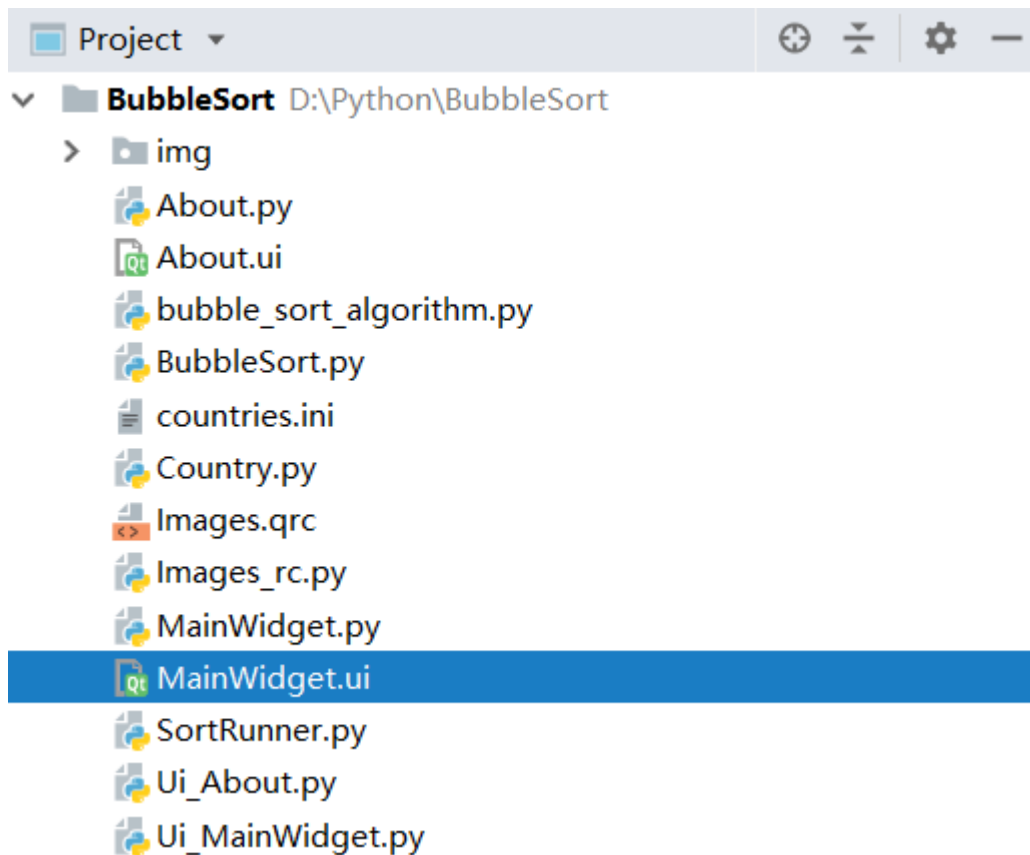 Project
BubbleSort D:\Python\BubbleSort
img
About.py
About.ui
bubble_sort_algorithm.py
BubbleSort.py
countries.ini
Country.py
Images.qrc
Images_rc.py
MainWidget.py
MainWidget.ui
SortRunner.py
Ui_About.py
Ui_MainWidget.py